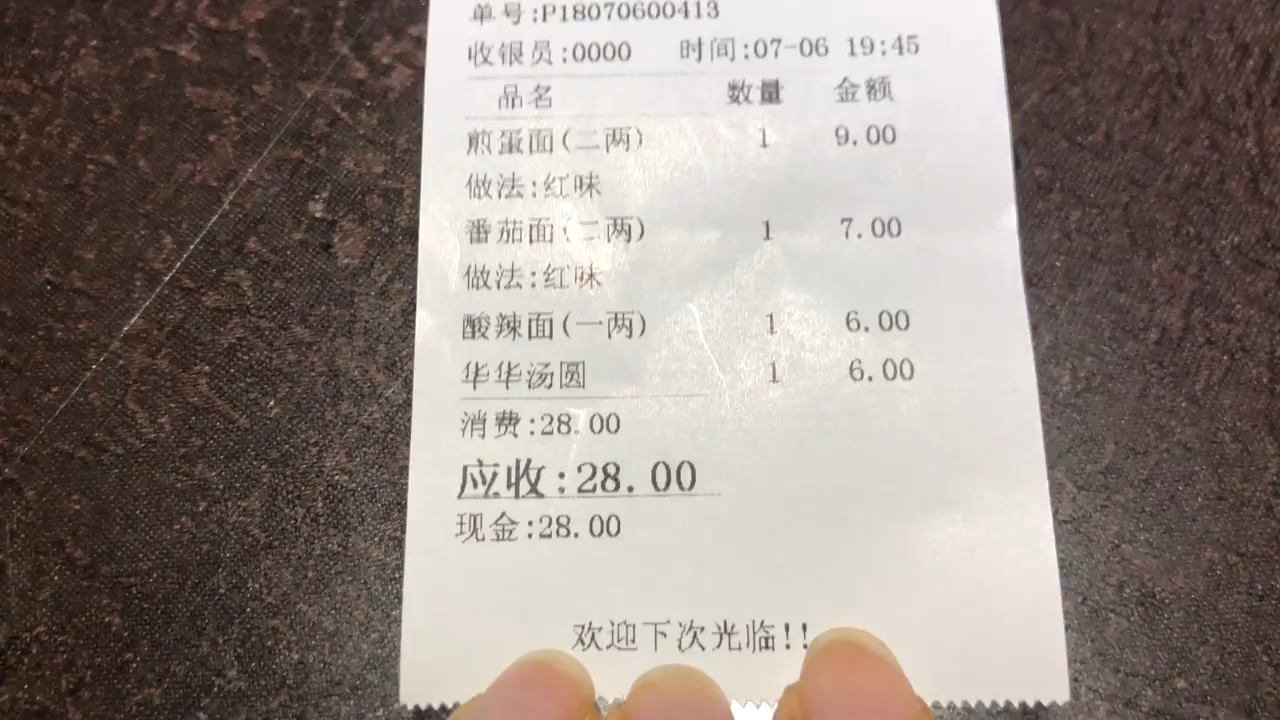 单号:P18070600413
收银员:0000 时间:07-06 19:45
品名 数量 金额
煎蛋面(二两) 1 9.00
做法:红味
番茄面(二两) 1 7.00
做法:红味
酸辣面(一两) 1 6.00
华华汤圆 1 6.00
消费:28.00
应收:28.00
现金:28.00
欢迎下次光临!!